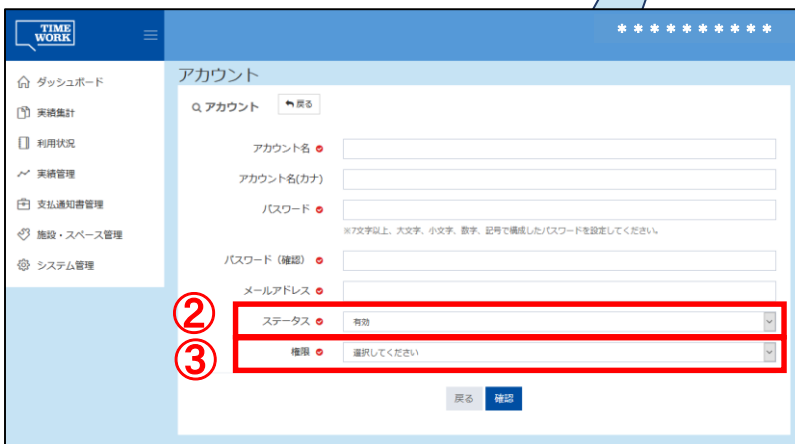 TIME
WORK
＊＊＊＊＊＊＊＊＊＊
ダッシュボード
実績集計
利用状況
実績管理
支払通知書管理
施設・スペース管理
システム管理
アカウント
アカウント 戻る
アカウント名
アカウント名(カナ)
パスワード
※7文字以上、大文字、小文字、数字、記号で構成したパスワードを設定してください。
パスワード（確認）
メールアドレス
② ステータス 有効
③ 権限 選択してください
戻る 確認